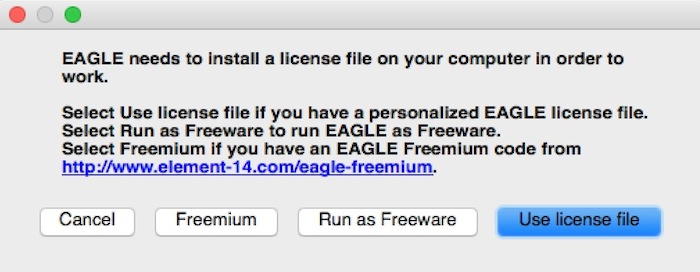 EAGLE needs to install a license file on your computer in order to
work.
Select Use license file if you have a personalized EAGLE license file.
Select Run as Freeware to run EAGLE as Freeware.
Select Freemium if you have an EAGLE Freemium code from
http://www.element-14.com/eagle-freemium.
Cancel
Freemium
Run as Freeware
Use license file